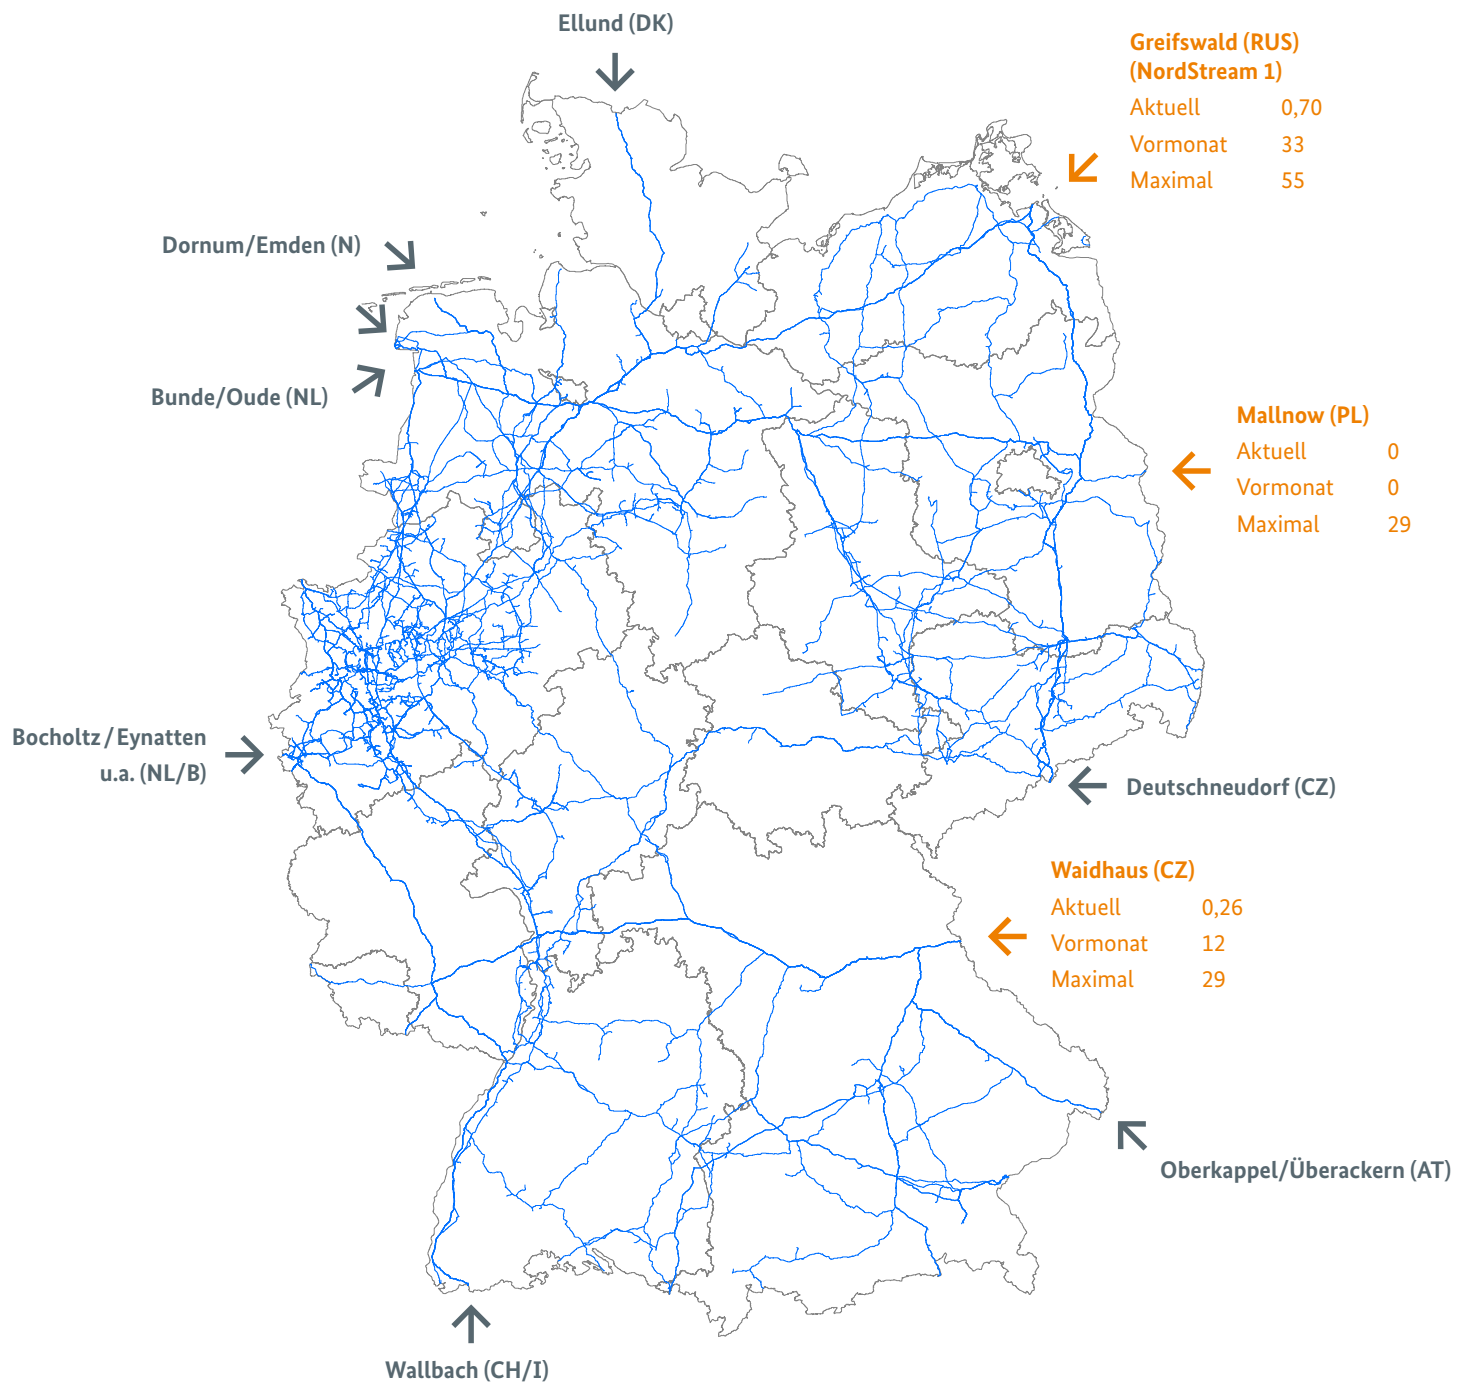 Ellund (DK)
Greifswald (RUS)
(NordStream 1)
Aktuell 0,70
Vormonat 33
Maximal 55
Dornum/Emden (N)
Bunde/Oude (NL)
Mallnow (PL)
Aktuell 0
Vormonat 0
Maximal 29
Bocholtz / Eynatten
u.a. (NL/B)
Deutschneudorf (CZ)
Waidhaus (CZ)
Aktuell 0,26
Vormonat 12
Maximal 29
Oberkappel/Überackern (AT)
Wallbach (CH/I)